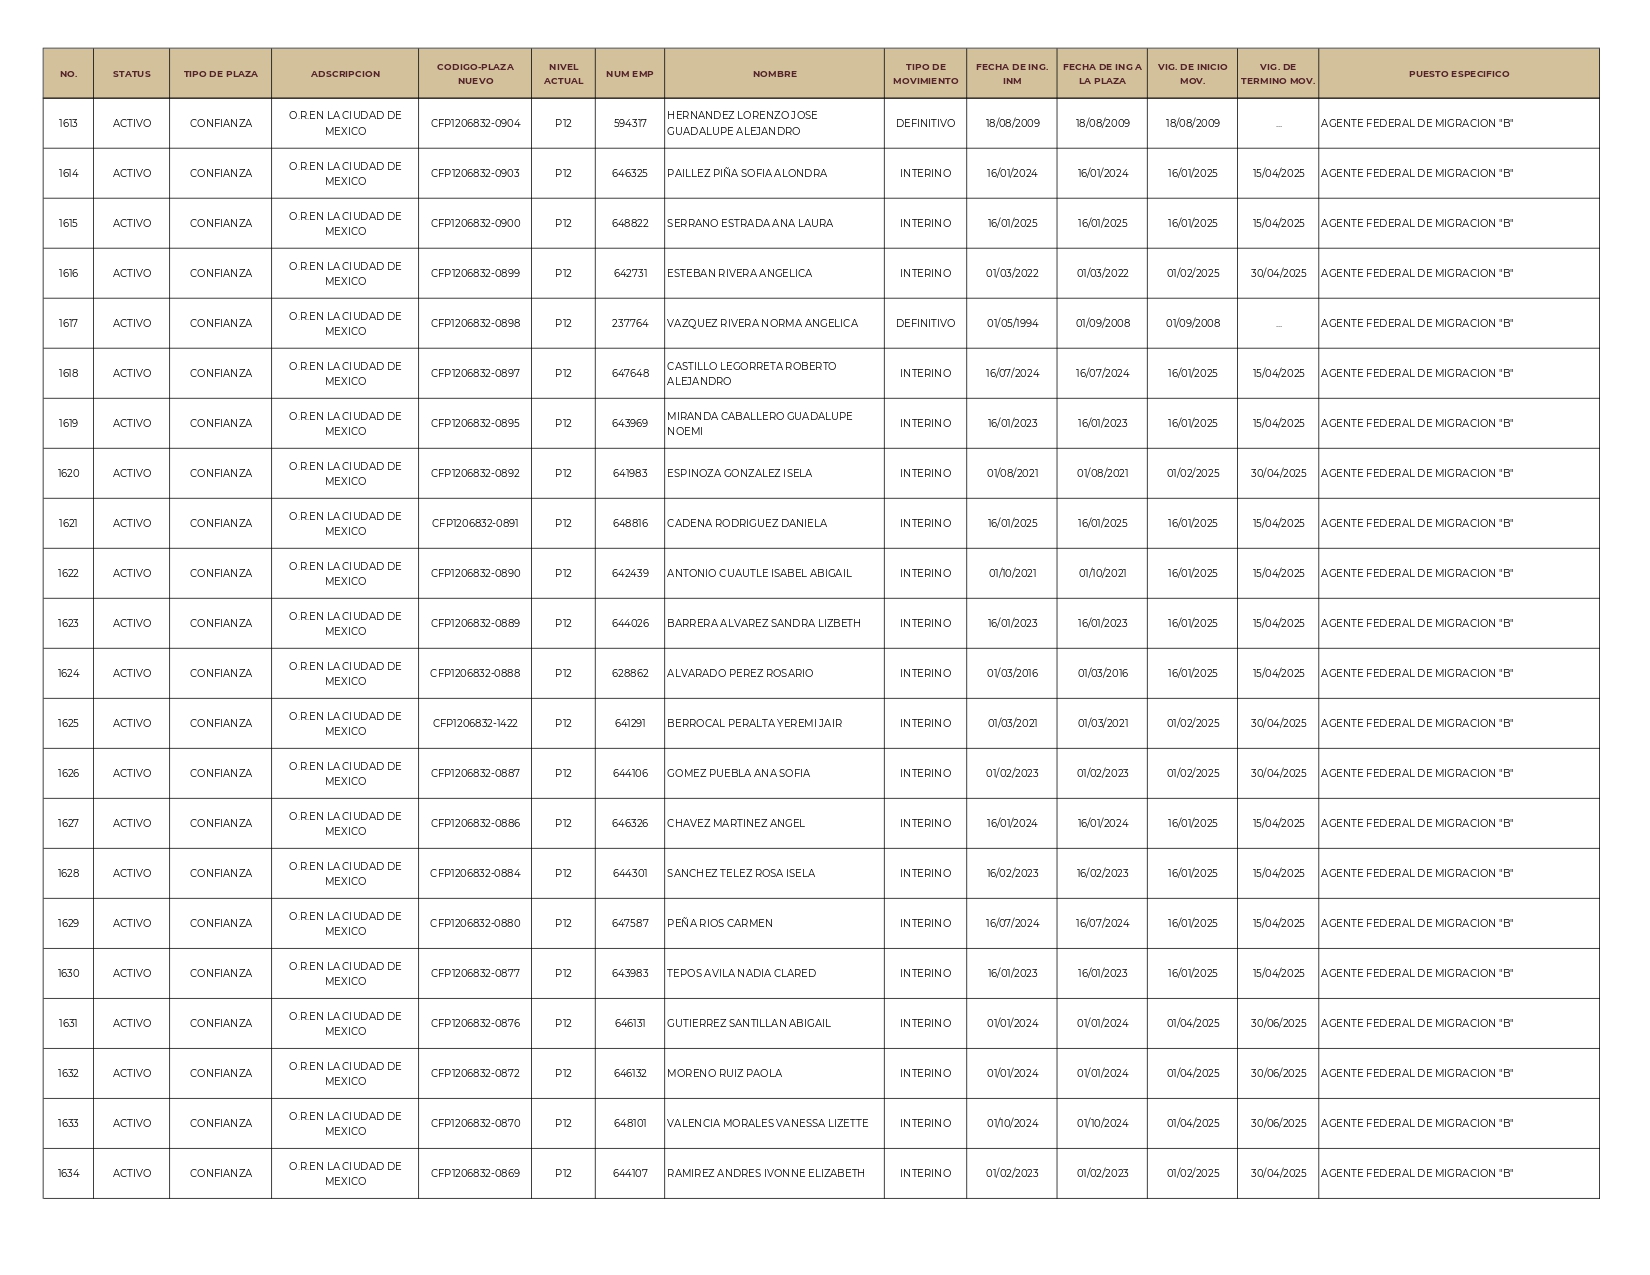 NO. STATUS TIPO DE PLAZA ADSCRIPCION CODIGO-PLAZA NUEVO NIVEL ACTUAL NUM EMP NOMBRE TIPO DE MOVIMIENTO FECHA DE ING. INM FECHA DE ING A LA PLAZA VIG. DE INICIO MOV. VIG. DE TERMINO MOV. PUESTO ESPECIFICO
1613 ACTIVO CONFIANZA O.R.EN LA CIUDAD DE MEXICO CFP1206832-0904 P12 594317 HERNANDEZ LORENZO JOSE GUADALUPE ALEJANDRO DEFINITIVO 18/08/2009 18/08/2009 18/08/2009 ... AGENTE FEDERAL DE MIGRACION "B"
1614 ACTIVO CONFIANZA O.R.EN LA CIUDAD DE MEXICO CFP1206832-0903 P12 646325 PAILLEZ PIÑA SOFIA ALONDRA INTERINO 16/01/2024 16/01/2024 16/01/2025 15/04/2025 AGENTE FEDERAL DE MIGRACION "B"
1615 ACTIVO CONFIANZA O.R.EN LA CIUDAD DE MEXICO CFP1206832-0900 P12 648822 SERRANO ESTRADA ANA LAURA INTERINO 16/01/2025 16/01/2025 16/01/2025 15/04/2025 AGENTE FEDERAL DE MIGRACION "B"
1616 ACTIVO CONFIANZA O.R.EN LA CIUDAD DE MEXICO CFP1206832-0899 P12 642731 ESTEBAN RIVERA ANGELICA INTERINO 01/03/2022 01/03/2022 01/02/2025 30/04/2025 AGENTE FEDERAL DE MIGRACION "B"
1617 ACTIVO CONFIANZA O.R.EN LA CIUDAD DE MEXICO CFP1206832-0898 P12 237764 VAZQUEZ RIVERA NORMA ANGELICA DEFINITIVO 01/05/1994 01/09/2008 01/09/2008 ... AGENTE FEDERAL DE MIGRACION "B"
1618 ACTIVO CONFIANZA O.R.EN LA CIUDAD DE MEXICO CFP1206832-0897 P12 647648 CASTILLO LEGORRETA ROBERTO ALEJANDRO INTERINO 16/07/2024 16/07/2024 16/01/2025 15/04/2025 AGENTE FEDERAL DE MIGRACION "B"
1619 ACTIVO CONFIANZA O.R.EN LA CIUDAD DE MEXICO CFP1206832-0895 P12 643969 MIRANDA CABALLERO GUADALUPE NOEMI INTERINO 16/01/2023 16/01/2023 16/01/2025 15/04/2025 AGENTE FEDERAL DE MIGRACION "B"
1620 ACTIVO CONFIANZA O.R.EN LA CIUDAD DE MEXICO CFP1206832-0892 P12 641983 ESPINOZA GONZALEZ ISELA INTERINO 01/08/2021 01/08/2021 01/02/2025 30/04/2025 AGENTE FEDERAL DE MIGRACION "B"
1621 ACTIVO CONFIANZA O.R.EN LA CIUDAD DE MEXICO CFP1206832-0891 P12 648816 CADENA RODRIGUEZ DANIELA INTERINO 16/01/2025 16/01/2025 16/01/2025 15/04/2025 AGENTE FEDERAL DE MIGRACION "B"
1622 ACTIVO CONFIANZA O.R.EN LA CIUDAD DE MEXICO CFP1206832-0890 P12 642439 ANTONIO CUAUTLE ISABEL ABIGAIL INTERINO 01/10/2021 01/10/2021 16/01/2025 15/04/2025 AGENTE FEDERAL DE MIGRACION "B"
1623 ACTIVO CONFIANZA O.R.EN LA CIUDAD DE MEXICO CFP1206832-0889 P12 644026 BARRERA ALVAREZ SANDRA LIZBETH INTERINO 16/01/2023 16/01/2023 16/01/2025 15/04/2025 AGENTE FEDERAL DE MIGRACION "B"
1624 ACTIVO CONFIANZA O.R.EN LA CIUDAD DE MEXICO CFP1206832-0888 P12 628862 ALVARADO PEREZ ROSARIO INTERINO 01/03/2016 01/03/2016 16/01/2025 15/04/2025 AGENTE FEDERAL DE MIGRACION "B"
1625 ACTIVO CONFIANZA O.R.EN LA CIUDAD DE MEXICO CFP1206832-1422 P12 641291 BERROCAL PERALTA YEREMI JAIR INTERINO 01/03/2021 01/03/2021 01/02/2025 30/04/2025 AGENTE FEDERAL DE MIGRACION "B"
1626 ACTIVO CONFIANZA O.R.EN LA CIUDAD DE MEXICO CFP1206832-0887 P12 644106 GOMEZ PUEBLA ANA SOFIA INTERINO 01/02/2023 01/02/2023 01/02/2025 30/04/2025 AGENTE FEDERAL DE MIGRACION "B"
1627 ACTIVO CONFIANZA O.R.EN LA CIUDAD DE MEXICO CFP1206832-0886 P12 646326 CHAVEZ MARTINEZ ANGEL INTERINO 16/01/2024 16/01/2024 16/01/2025 15/04/2025 AGENTE FEDERAL DE MIGRACION "B"
1628 ACTIVO CONFIANZA O.R.EN LA CIUDAD DE MEXICO CFP1206832-0884 P12 644301 SANCHEZ TELEZ ROSA ISELA INTERINO 16/02/2023 16/02/2023 16/01/2025 15/04/2025 AGENTE FEDERAL DE MIGRACION "B"
1629 ACTIVO CONFIANZA O.R.EN LA CIUDAD DE MEXICO CFP1206832-0880 P12 647587 PEÑA RIOS CARMEN INTERINO 16/07/2024 16/07/2024 16/01/2025 15/04/2025 AGENTE FEDERAL DE MIGRACION "B"
1630 ACTIVO CONFIANZA O.R.EN LA CIUDAD DE MEXICO CFP1206832-0877 P12 643983 TEPOS AVILA NADIA CLARED INTERINO 16/01/2023 16/01/2023 16/01/2025 15/04/2025 AGENTE FEDERAL DE MIGRACION "B"
1631 ACTIVO CONFIANZA O.R.EN LA CIUDAD DE MEXICO CFP1206832-0876 P12 646131 GUTIERREZ SANTILLAN ABIGAIL INTERINO 01/01/2024 01/01/2024 01/04/2025 30/06/2025 AGENTE FEDERAL DE MIGRACION "B"
1632 ACTIVO CONFIANZA O.R.EN LA CIUDAD DE MEXICO CFP1206832-0872 P12 646132 MORENO RUIZ PAOLA INTERINO 01/01/2024 01/01/2024 01/04/2025 30/06/2025 AGENTE FEDERAL DE MIGRACION "B"
1633 ACTIVO CONFIANZA O.R.EN LA CIUDAD DE MEXICO CFP1206832-0870 P12 648101 VALENCIA MORALES VANESSA LIZETTE INTERINO 01/10/2024 01/10/2024 01/04/2025 30/06/2025 AGENTE FEDERAL DE MIGRACION "B"
1634 ACTIVO CONFIANZA O.R.EN LA CIUDAD DE MEXICO CFP1206832-0869 P12 644107 RAMIREZ ANDRES IVONNE ELIZABETH INTERINO 01/02/2023 01/02/2023 01/02/2025 30/04/2025 AGENTE FEDERAL DE MIGRACION "B"